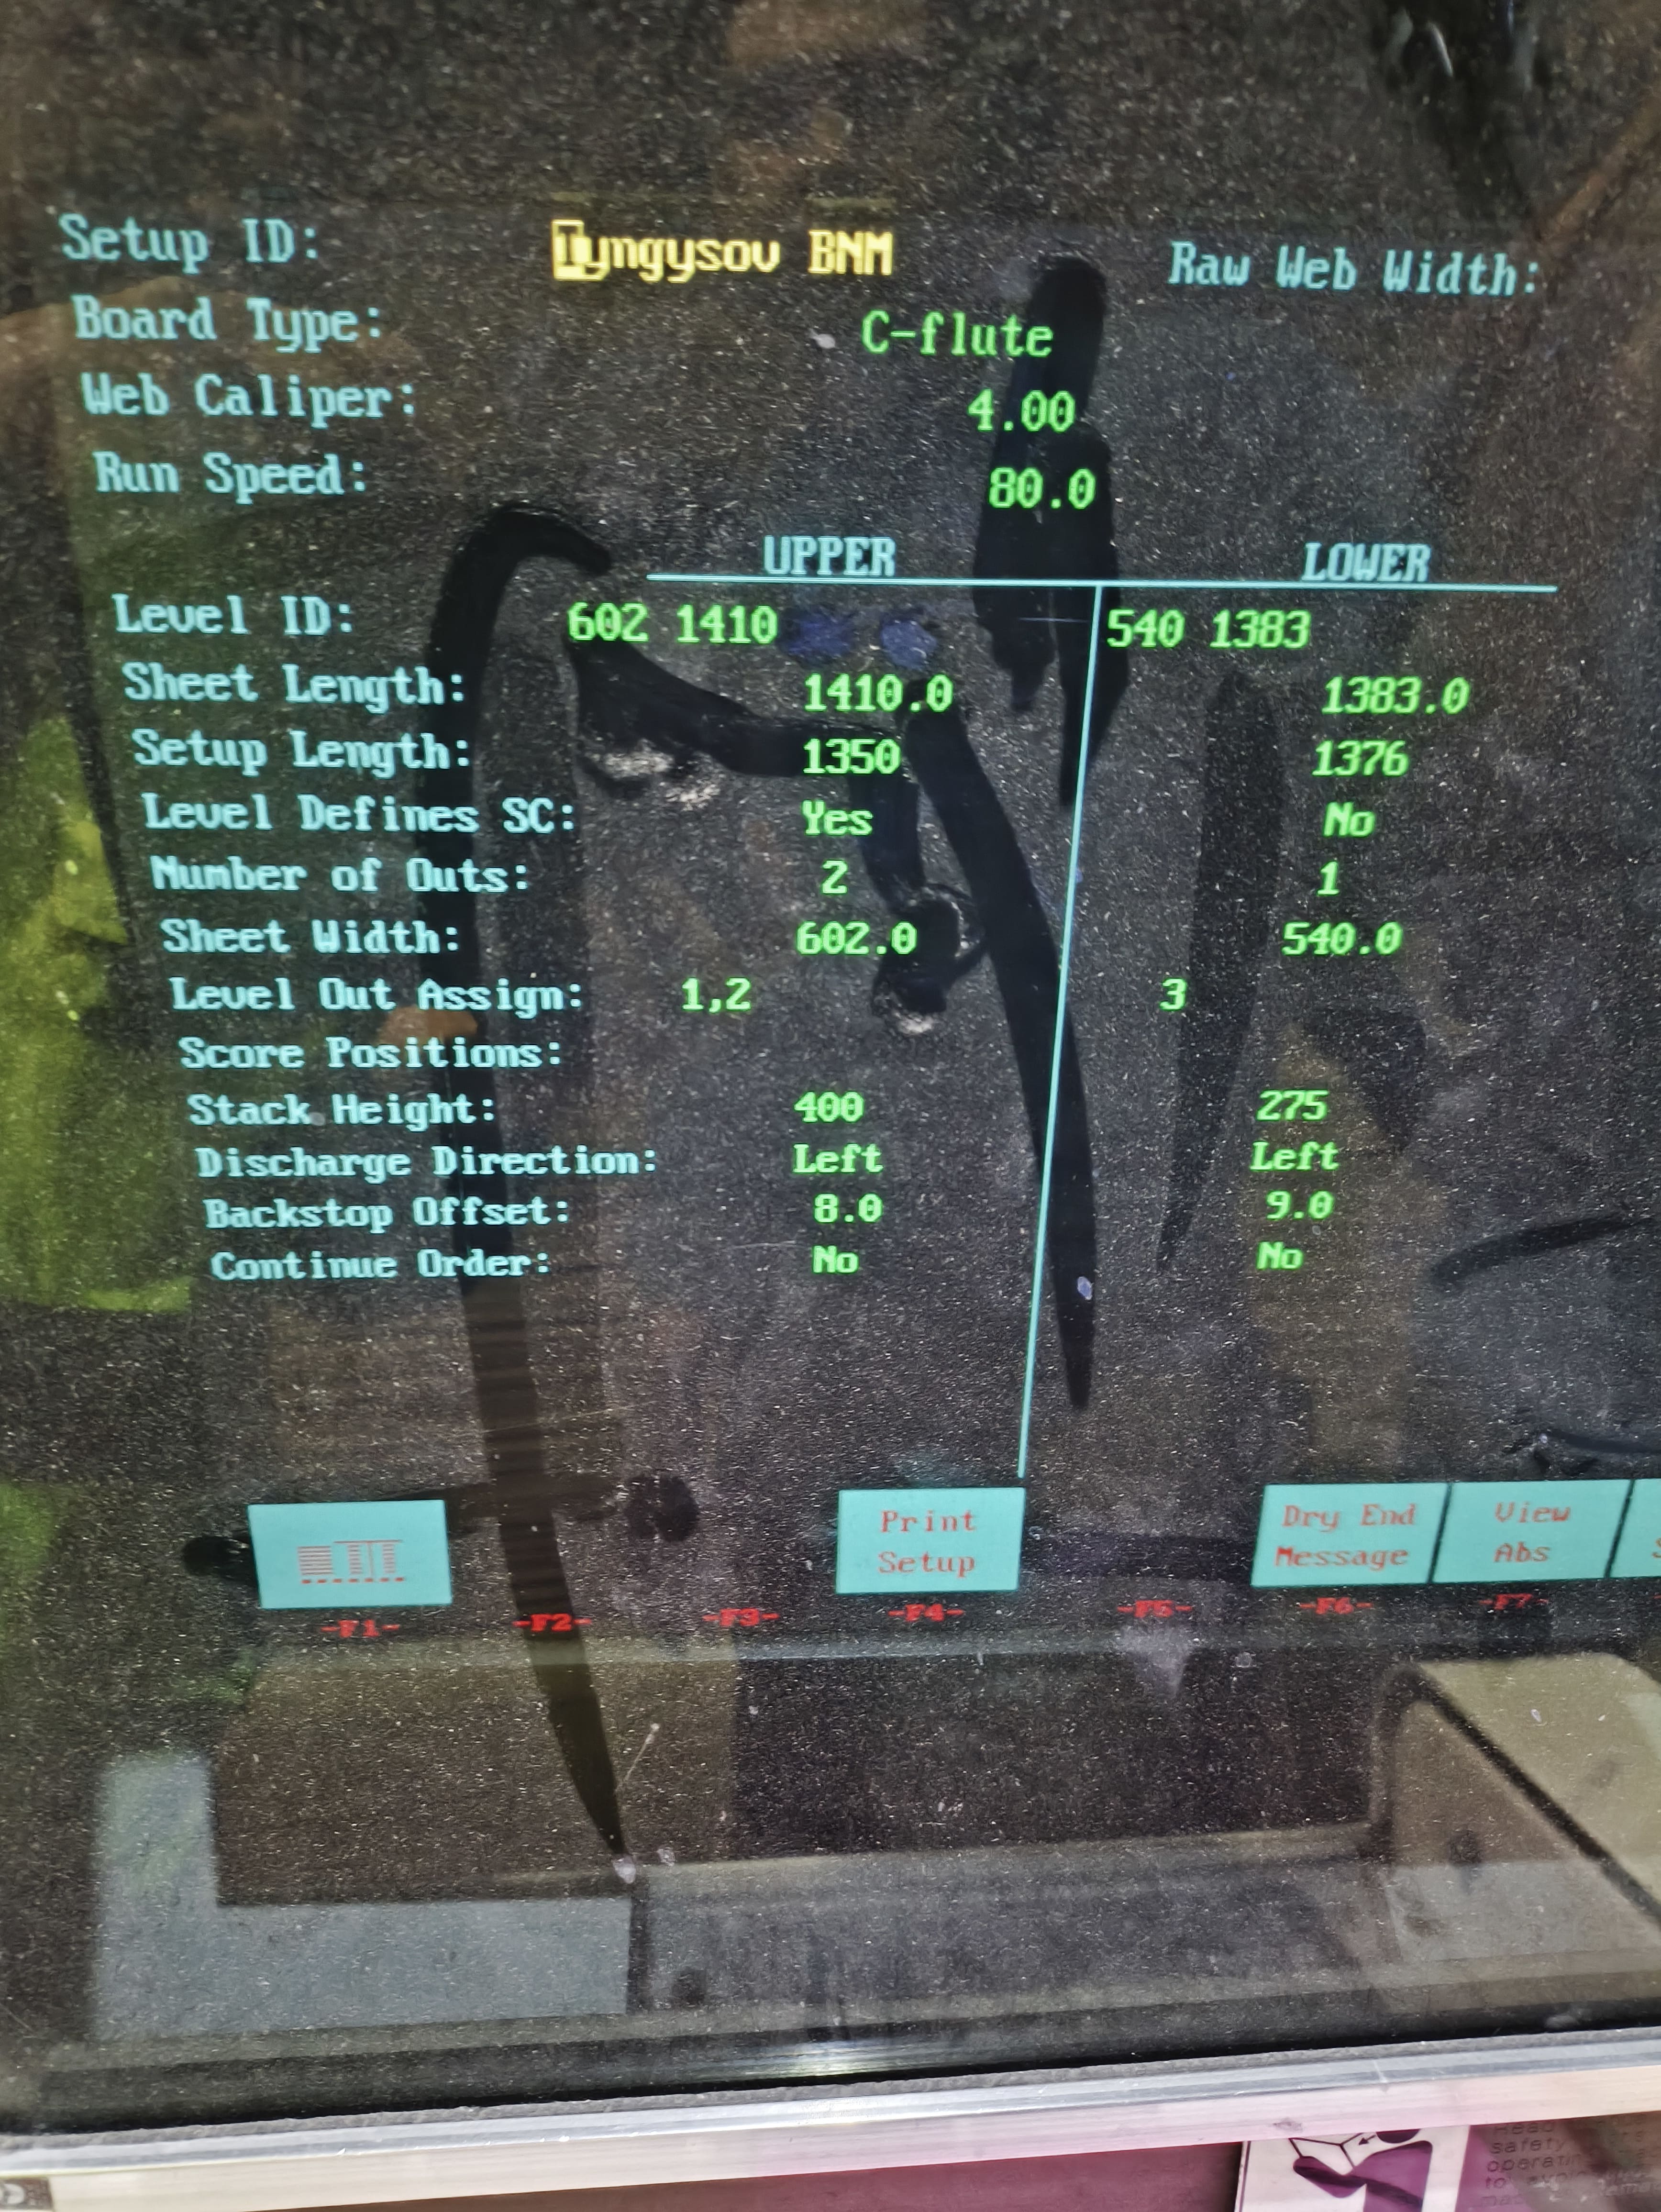 Setup ID: Tyngysov BNM Raw Web Width:
Board Type: C-flute
Web Caliper: 4.00
Run Speed: 80.0
UPPER LOWER
Level ID: 602 1410 540 1383
Sheet Length: 1410.0 1383.0
Setup Length: 1350 1376
Level Defines SC: Yes No
Number of Outs: 2 1
Sheet Width: 602.0 540.0
Level Out Assign: 1,2 3
Score Positions:
Stack Height: 400 275
Discharge Direction: Left Left
Backstop Offset: 8.0 9.0
Continue Order: No No
Print Setup
Dry End Message
View Abs
-F1- -F2- -F3- -F4- -F5- -F6- -F7-
Read
safety